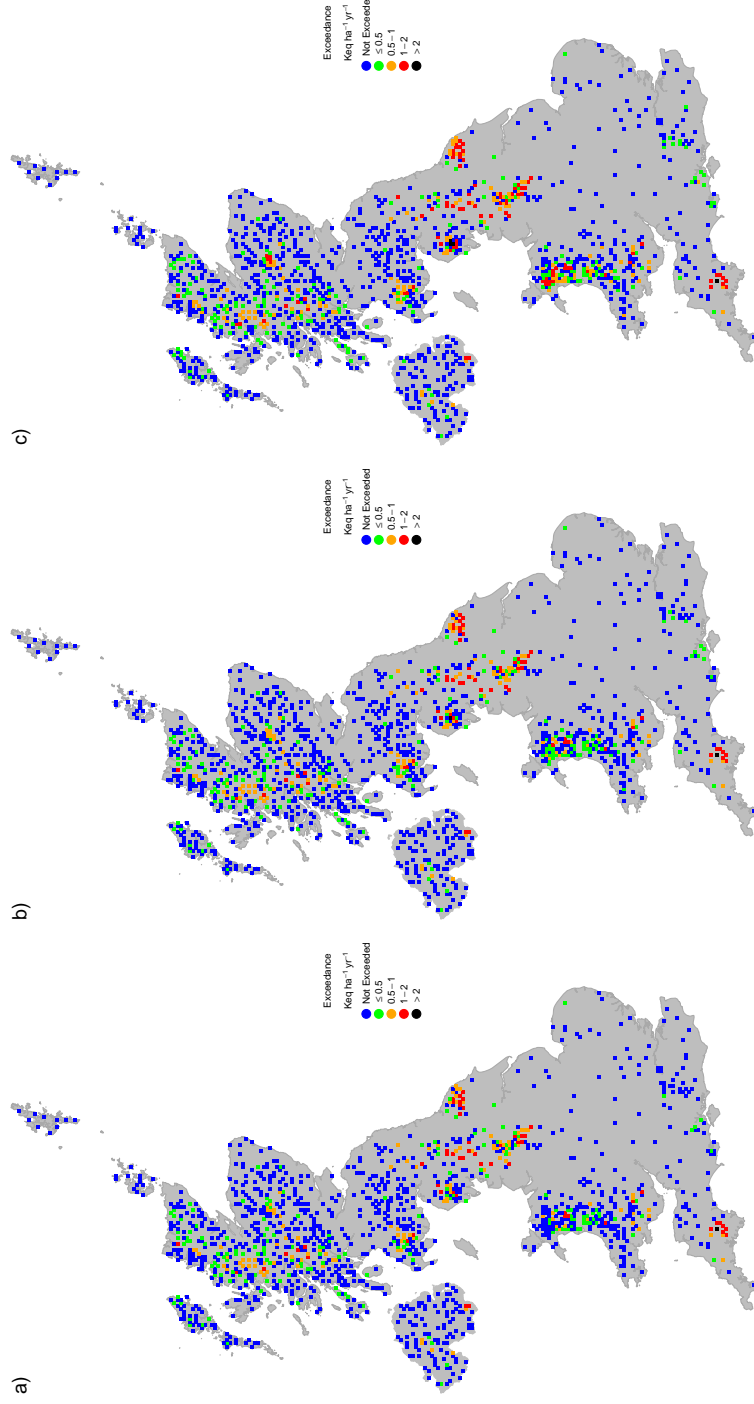 a)
Exceedance
Keq ha⁻¹ yr⁻¹
Not Exceeded
≤ 0.5
0.5 – 1
1 – 2
> 2
b)
Exceedance
Keq ha⁻¹ yr⁻¹
Not Exceeded
≤ 0.5
0.5 – 1
1 – 2
> 2
c)
Exceedance
Keq ha⁻¹ yr⁻¹
Not Exceeded
≤ 0.5
0.5 – 1
1 – 2
> 2